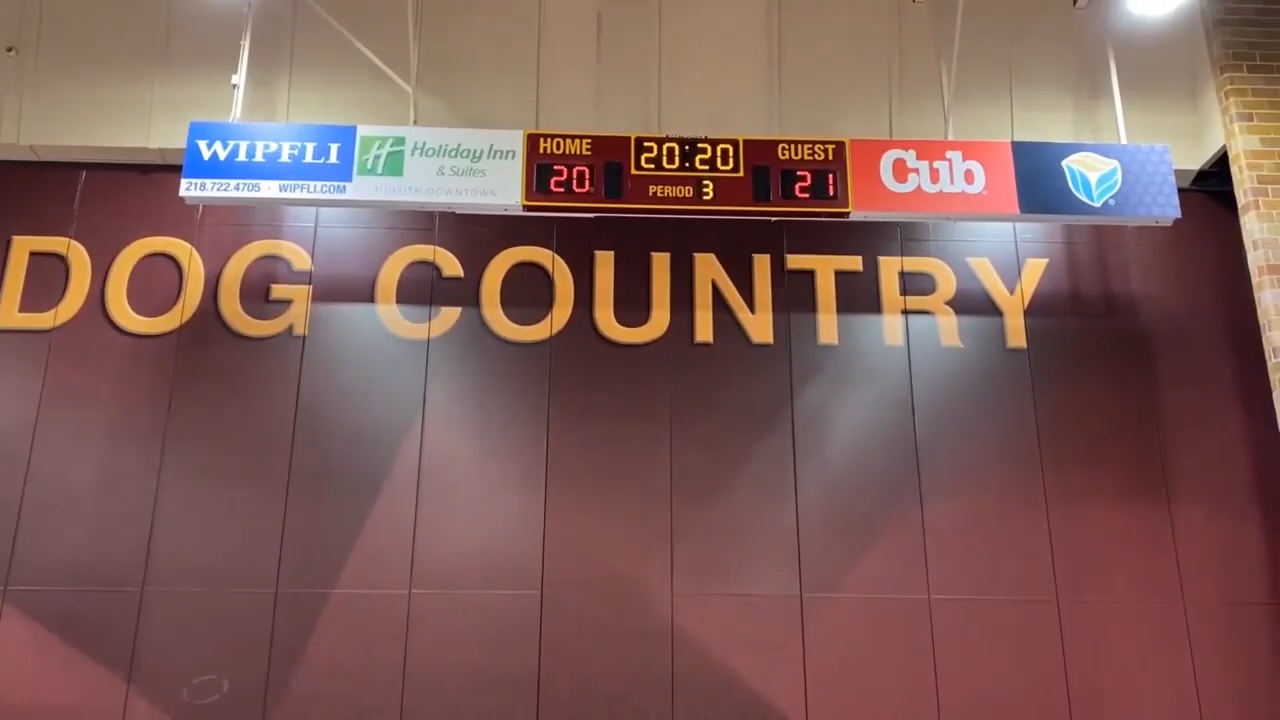 WIPFLI
218.722.4705 · WIPFLI.COM
Holiday Inn
& Suites
DULUTH DOWNTOWN
HOME
20
20:20
PERIOD 3
GUEST
21
Cub
DOG COUNTRY